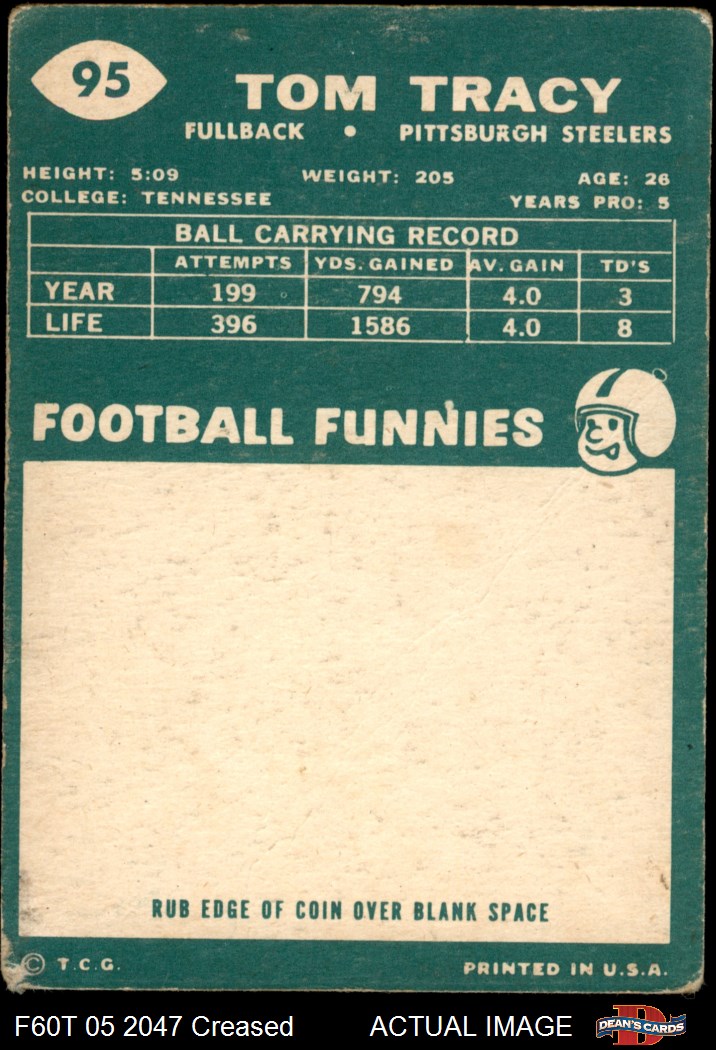 95
TOM TRACY
FULLBACK • PITTSBURGH STEELERS
HEIGHT: 5:09 WEIGHT: 205 AGE: 26
COLLEGE: TENNESSEE YEARS PRO: 5
BALL CARRYING RECORD
ATTEMPTS YDS. GAINED AV. GAIN TD'S
YEAR 199 794 4.0 3
LIFE 396 1586 4.0 8
FOOTBALL FUNNIES
RUB EDGE OF COIN OVER BLANK SPACE
© T.C.G. PRINTED IN U.S.A.
F60T 05 2047 Creased ACTUAL IMAGE D DEAN'S CARDS